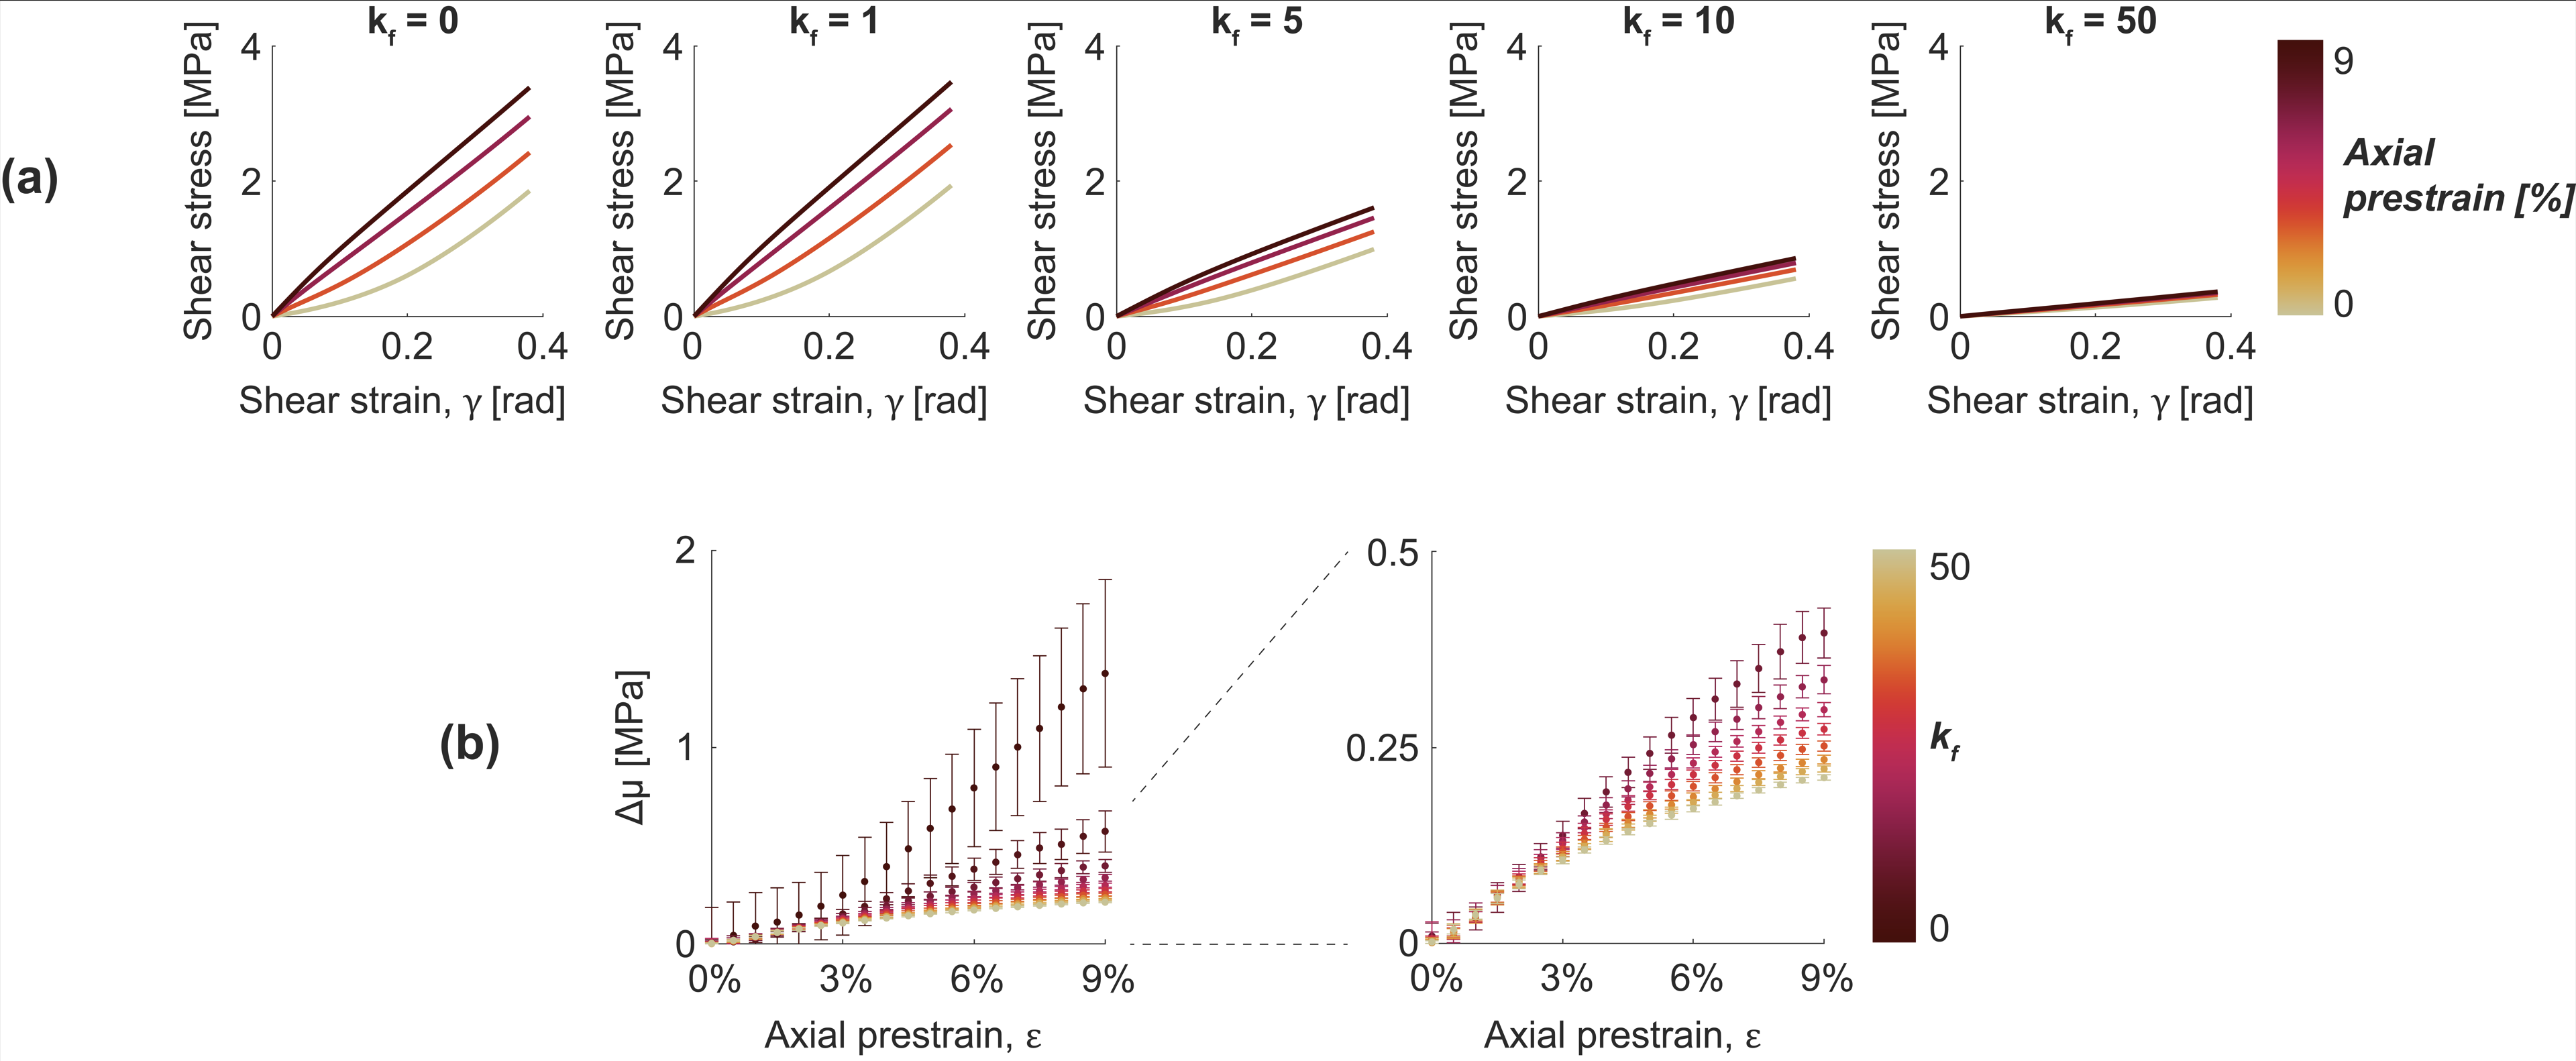 k_f = 0
k_f = 1
k_f = 5
k_f = 10
k_f = 50
(a)
Shear stress [MPa]
4
2
0
0
0.2
0.4
Shear strain, γ [rad]
Shear stress [MPa]
4
2
0
0
0.2
0.4
Shear strain, γ [rad]
Shear stress [MPa]
4
2
0
0
0.2
0.4
Shear strain, γ [rad]
Shear stress [MPa]
4
2
0
0
0.2
0.4
Shear strain, γ [rad]
Shear stress [MPa]
4
2
0
0
0.2
0.4
Shear strain, γ [rad]
9
Axial
prestrain [%]
0
(b)
Δμ [MPa]
2
1
0
0%
3%
6%
9%
Axial prestrain, ε
0.5
0.25
0
0%
3%
6%
9%
Axial prestrain, ε
50
k_f
0